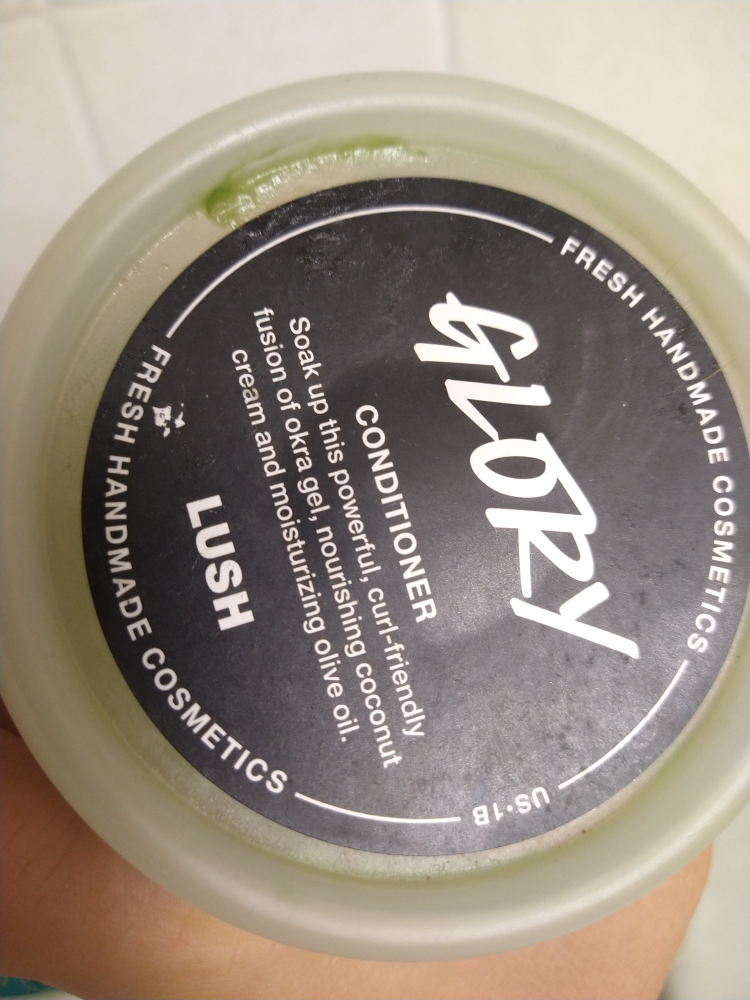 FRESH HANDMADE COSMETICS
GLORY
CONDITIONER
Soak up this powerful, curl-friendly
fusion of okra gel, nourishing coconut
cream and moisturizing olive oil.
LUSH
FRESH HANDMADE COSMETICS
US·1B